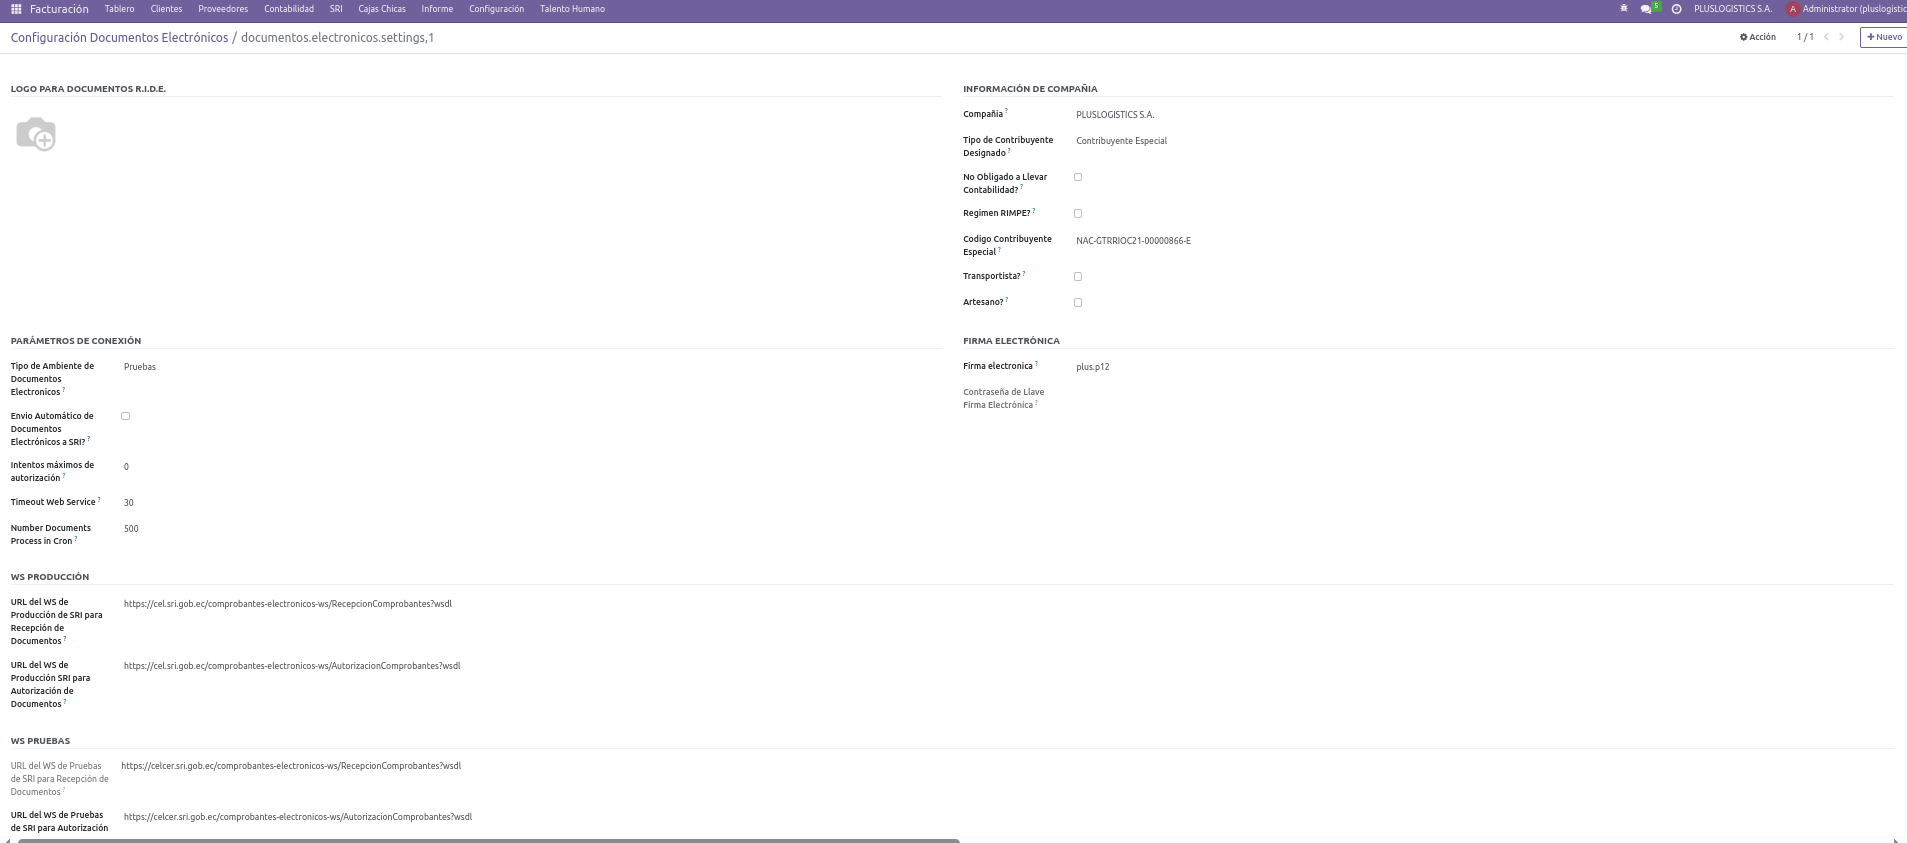 Facturación Tablero Clientes Proveedores Contabilidad SRI Cajas Chicas Informe Configuración Talento Humano 5 PLUSLOGISTICS S.A. A Administrator (pluslogistic
Configuración Documentos Electrónicos / documentos.electronicos.settings,1 Acción 1 / 1 Nuevo
LOGO PARA DOCUMENTOS R.I.D.E.
INFORMACIÓN DE COMPAÑIA
Compañia ? PLUSLOGISTICS S.A.
Tipo de Contribuyente Contribuyente Especial
Designado ?
No Obligado a Llevar
Contabilidad? ?
Regimen RIMPE? ?
Codigo Contribuyente NAC-GTRRIOC21-00000866-E
Especial ?
Transportista? ?
Artesano? ?
PARÁMETROS DE CONEXIÓN
Tipo de Ambiente de Pruebas
Documentos
Electronicos ?
Envio Automático de
Documentos
Electrónicos a SRI? ?
Intentos máximos de 0
autorización ?
Timeout Web Service ? 30
Number Documents 500
Process in Cron ?
FIRMA ELECTRÓNICA
Firma electronica ? plus.p12
Contraseña de Llave
Firma Electrónica ?
WS PRODUCCIÓN
URL del WS de https://cel.sri.gob.ec/comprobantes-electronicos-ws/RecepcionComprobantes?wsdl
Producción de SRI para
Recepción de
Documentos ?
URL del WS de https://cel.sri.gob.ec/comprobantes-electronicos-ws/AutorizacionComprobantes?wsdl
Producción SRI para
Autorización de
Documentos ?
WS PRUEBAS
URL del WS de Pruebas https://celcer.sri.gob.ec/comprobantes-electronicos-ws/RecepcionComprobantes?wsdl
de SRI para Recepción de
Documentos ?
URL del WS de Pruebas https://celcer.sri.gob.ec/comprobantes-electronicos-ws/AutorizacionComprobantes?wsdl
de SRI para Autorización